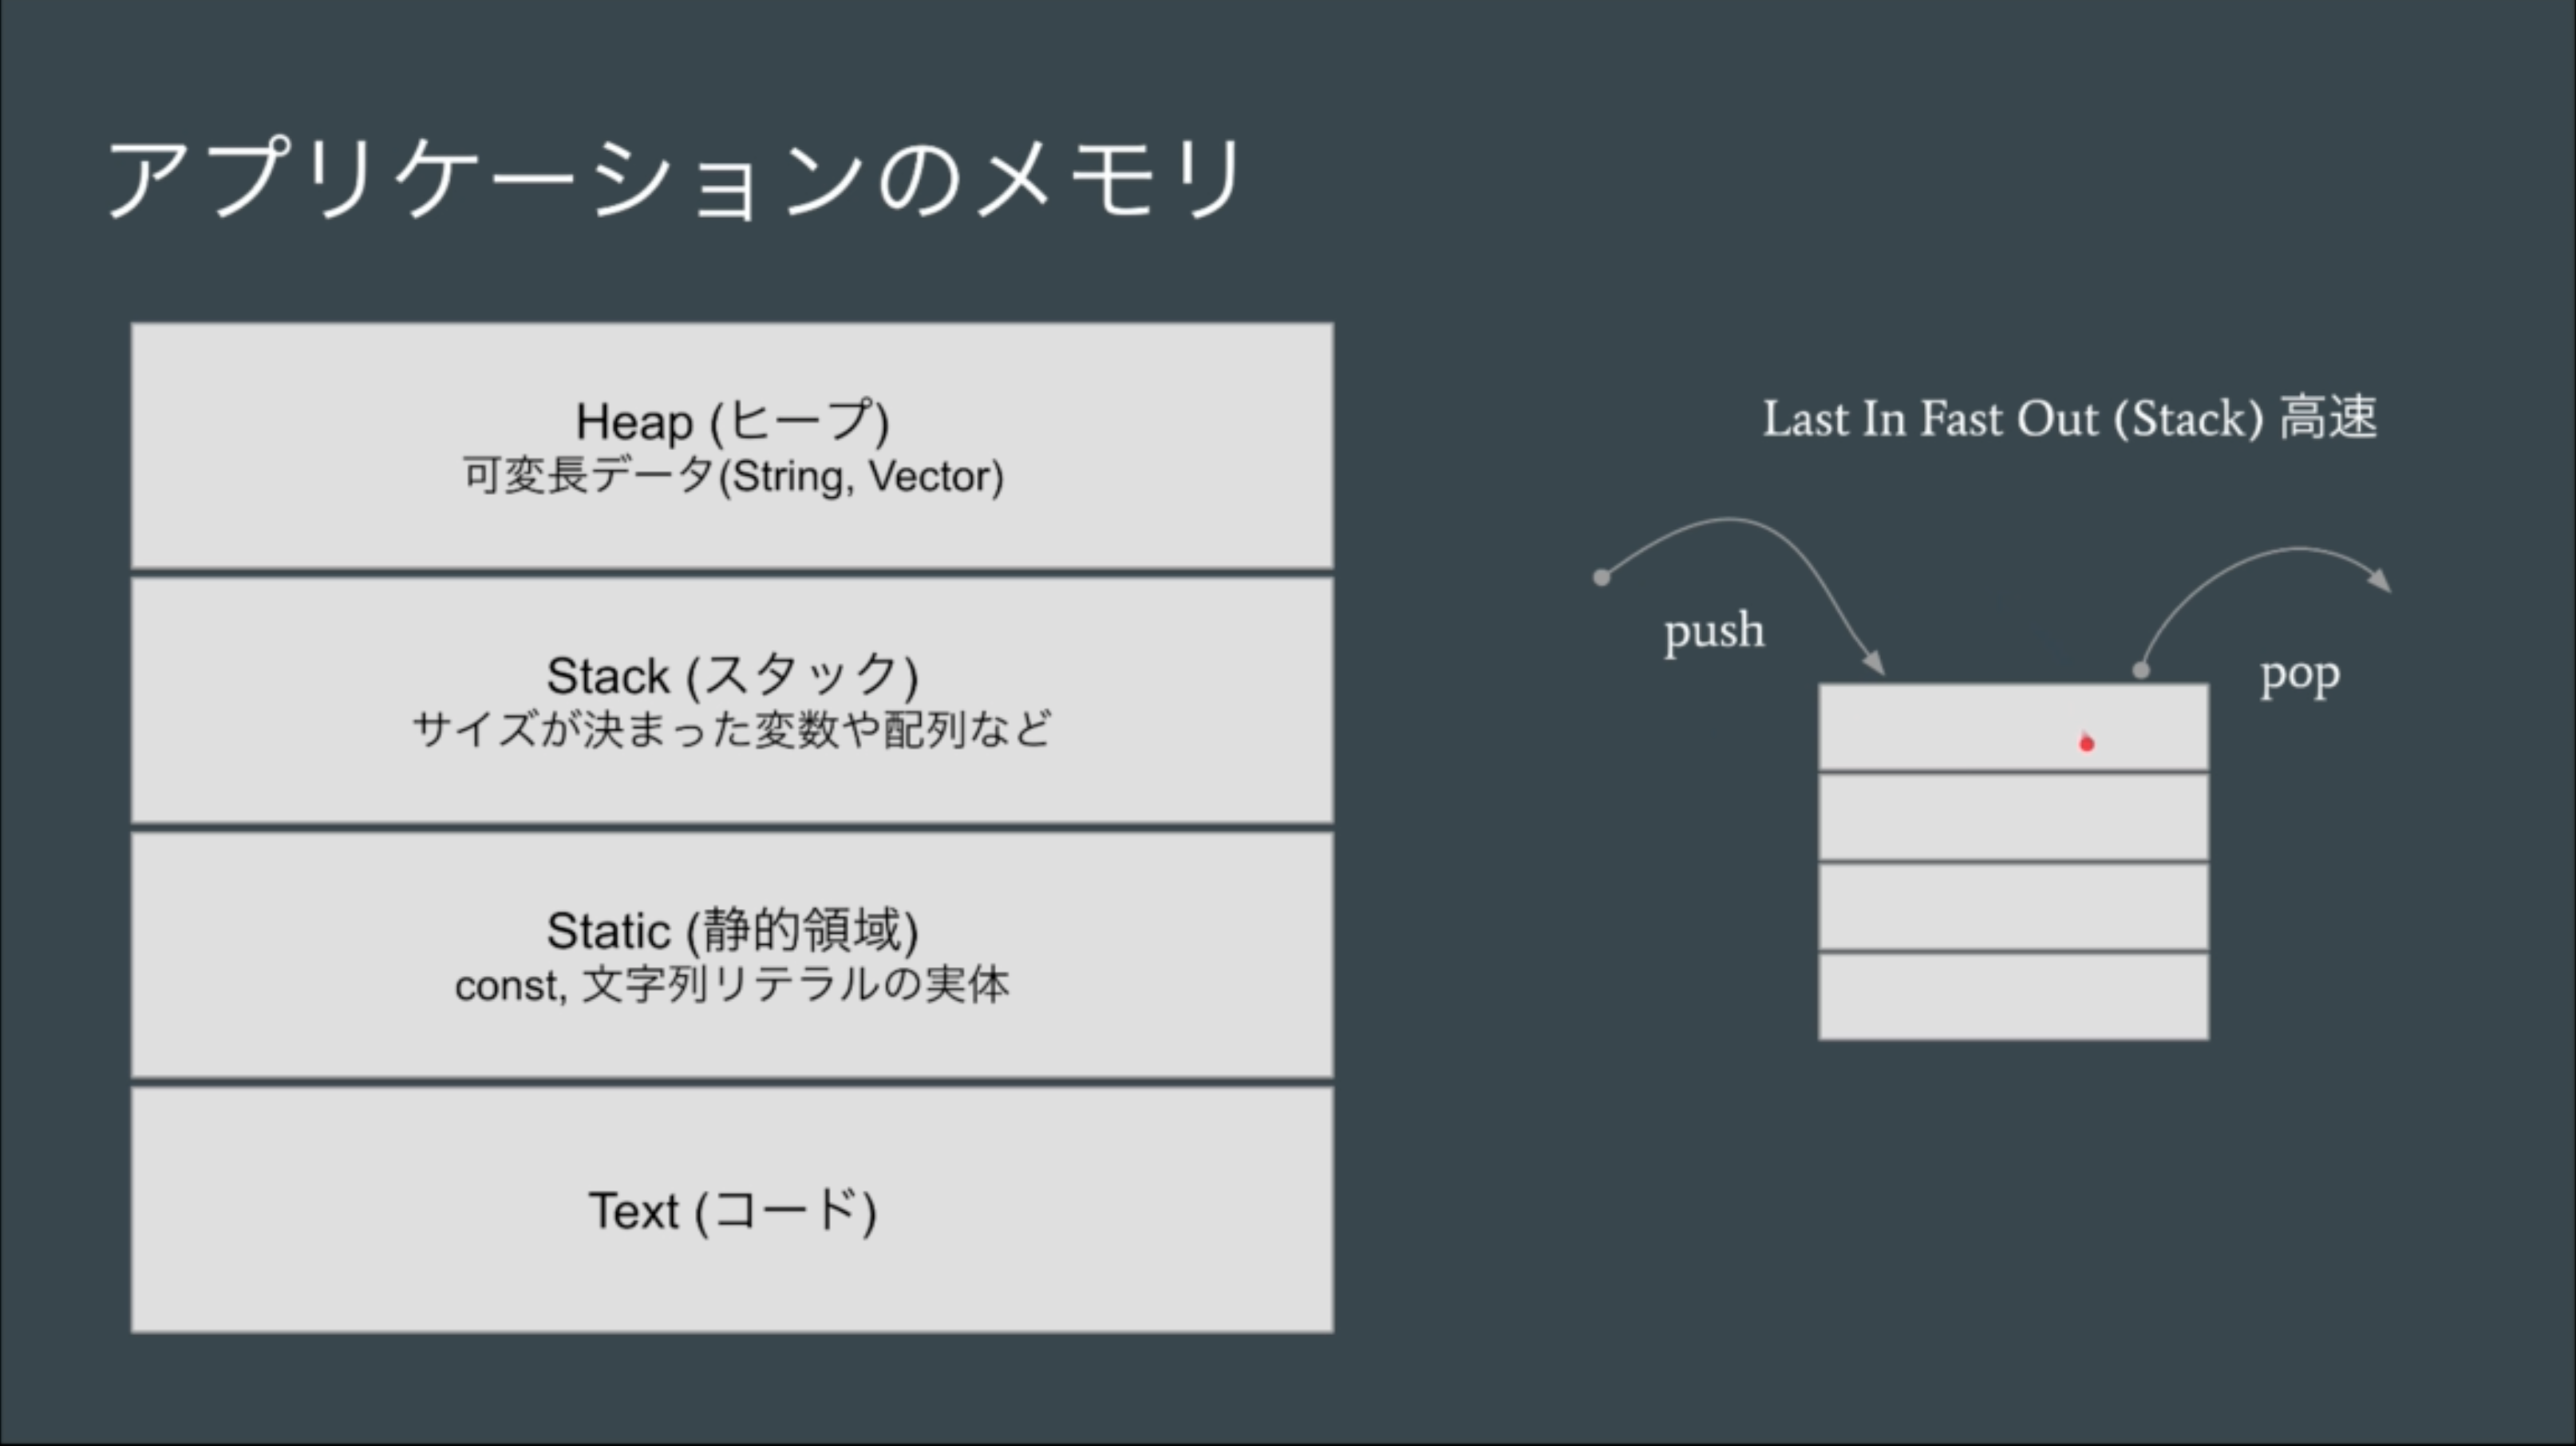 アプリケーションのメモリ
Heap (ヒープ)
可変長データ(String, Vector)
Stack (スタック)
サイズが決まった変数や配列など
Static (静的領域)
const, 文字列リテラルの実体
Text (コード)
Last In Fast Out (Stack) 高速
push
pop